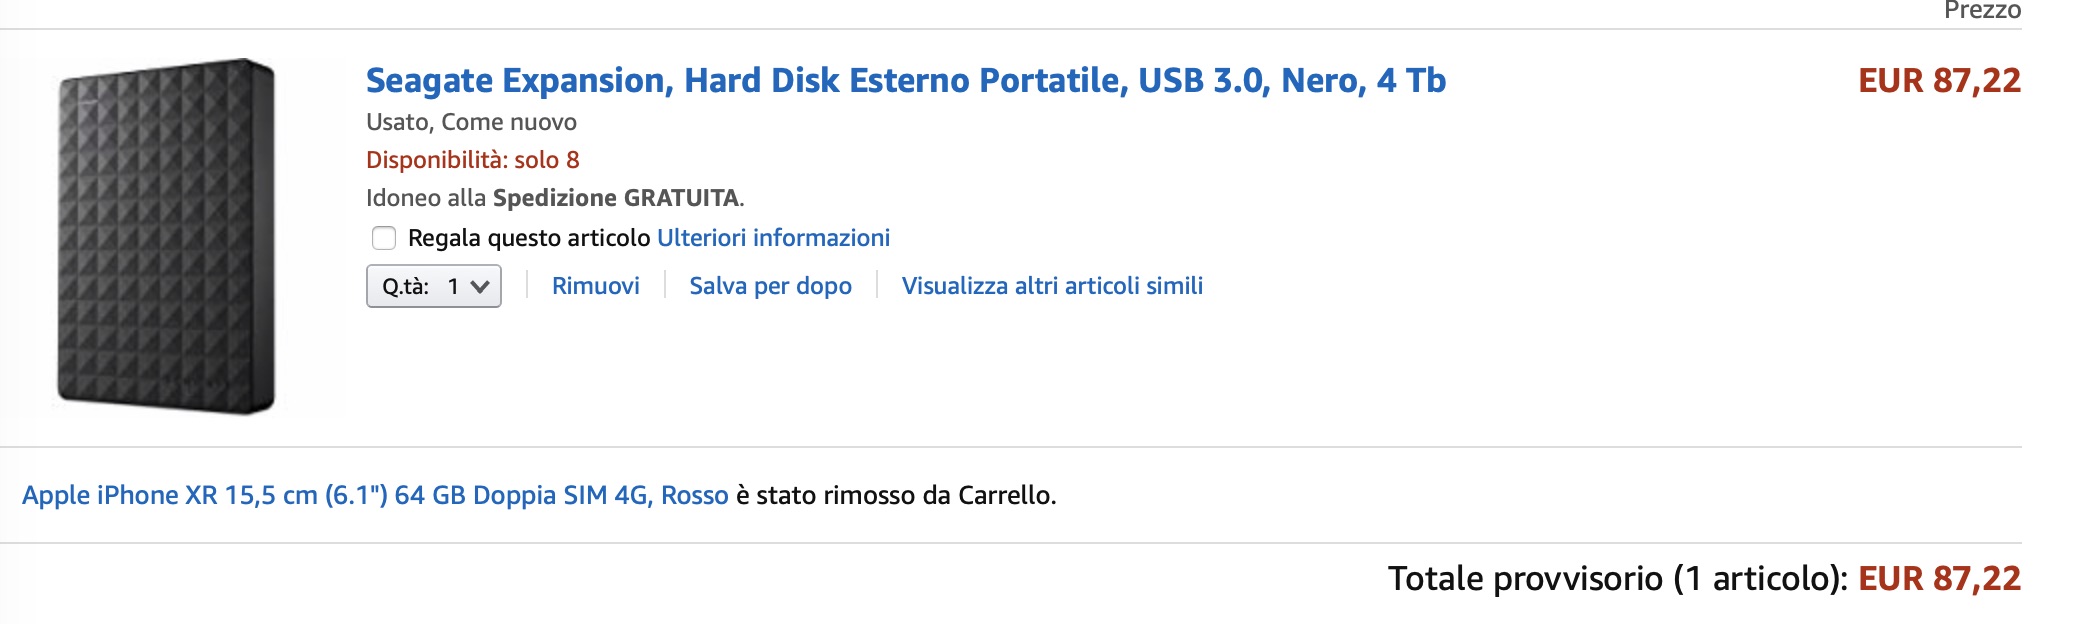 Prezzo
Seagate Expansion, Hard Disk Esterno Portatile, USB 3.0, Nero, 4 Tb
EUR 87,22
Usato, Come nuovo
Disponibilità: solo 8
Idoneo alla Spedizione GRATUITA.
Regala questo articolo Ulteriori informazioni
Q.tà: 1
Rimuovi
Salva per dopo
Visualizza altri articoli simili
Apple iPhone XR 15,5 cm (6.1") 64 GB Doppia SIM 4G, Rosso è stato rimosso da Carrello.
Totale provvisorio (1 articolo): EUR 87,22